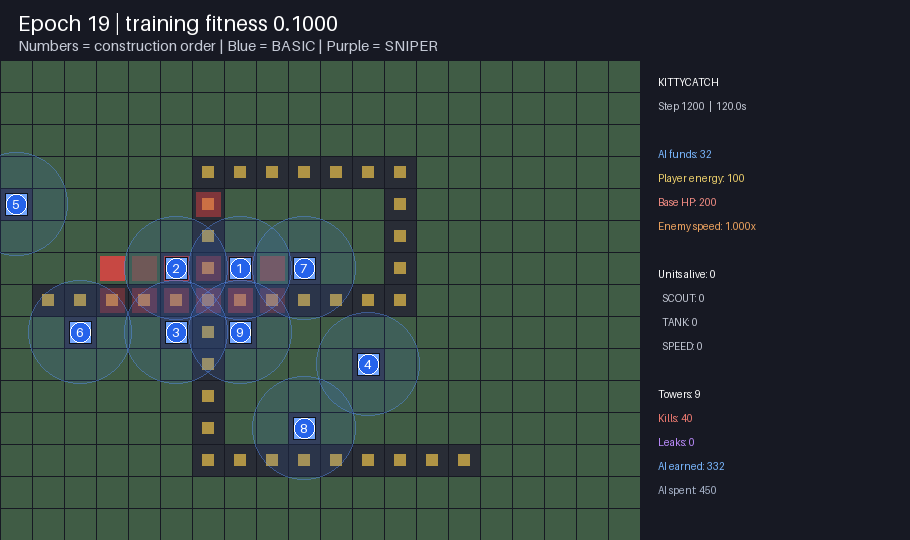 Epoch 19 | training fitness 0.1000
Numbers = construction order | Blue = BASIC | Purple = SNIPER
KITTYCATCH
Step 1200 | 120.0s
AI funds: 32
Player energy: 100
Base HP: 200
Enemy speed: 1.000x
Units alive: 0
SCOUT: 0
TANK: 0
SPEED: 0
Towers: 9
Kills: 40
Leaks: 0
AI earned: 332
AI spent: 450
5
2 1 7
6 3 9
4
8